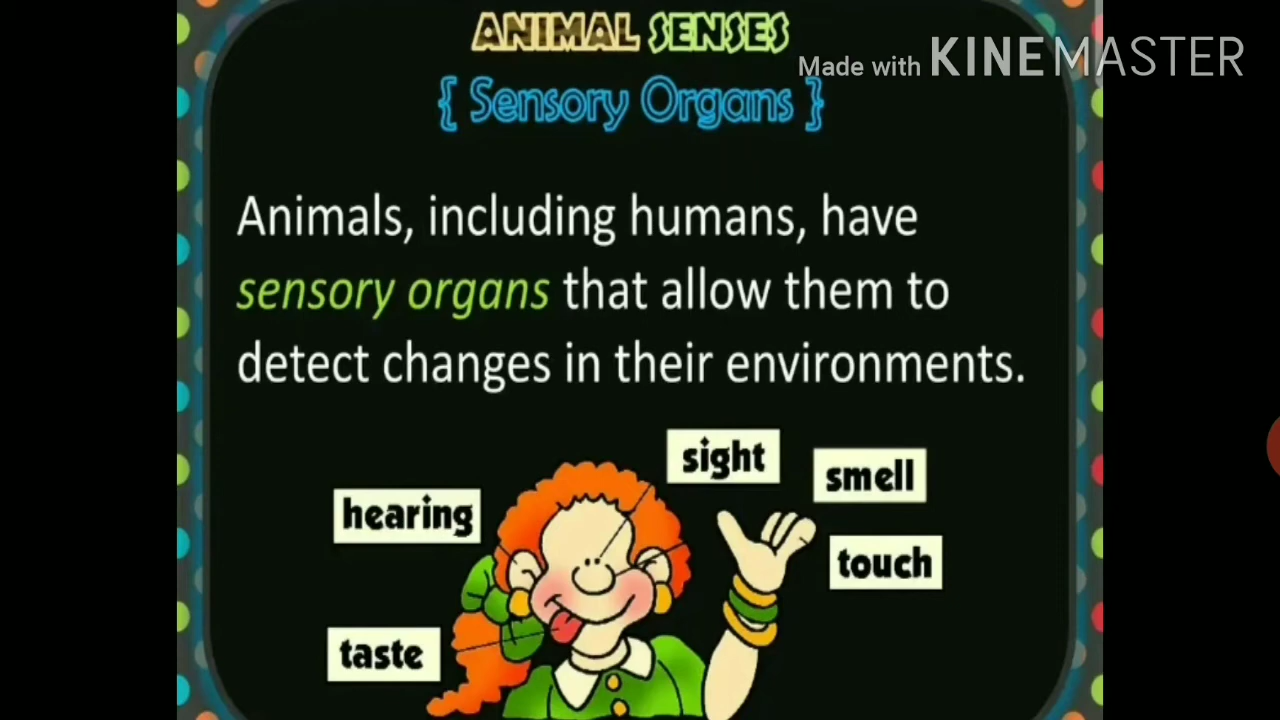 ANIMAL SENSES
Made with KINEMASTER
{ Sensory Organs }
Animals, including humans, have
sensory organs that allow them to
detect changes in their environments.
sight
smell
hearing
touch
taste